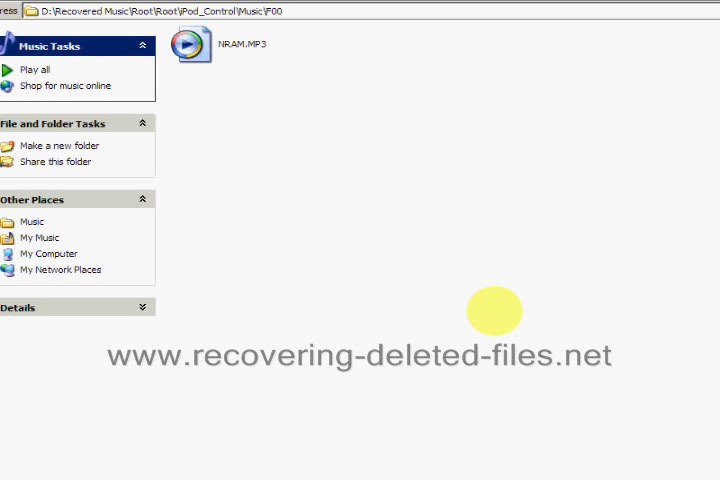 ress D:\Recovered Music\Root\Root\iPod_Control\Music\F00
Music Tasks
Play all
Shop for music online
File and Folder Tasks
Make a new folder
Share this folder
Other Places
Music
My Music
My Computer
My Network Places
Details
NRAM.MP3
www.recovering-deleted-files.net